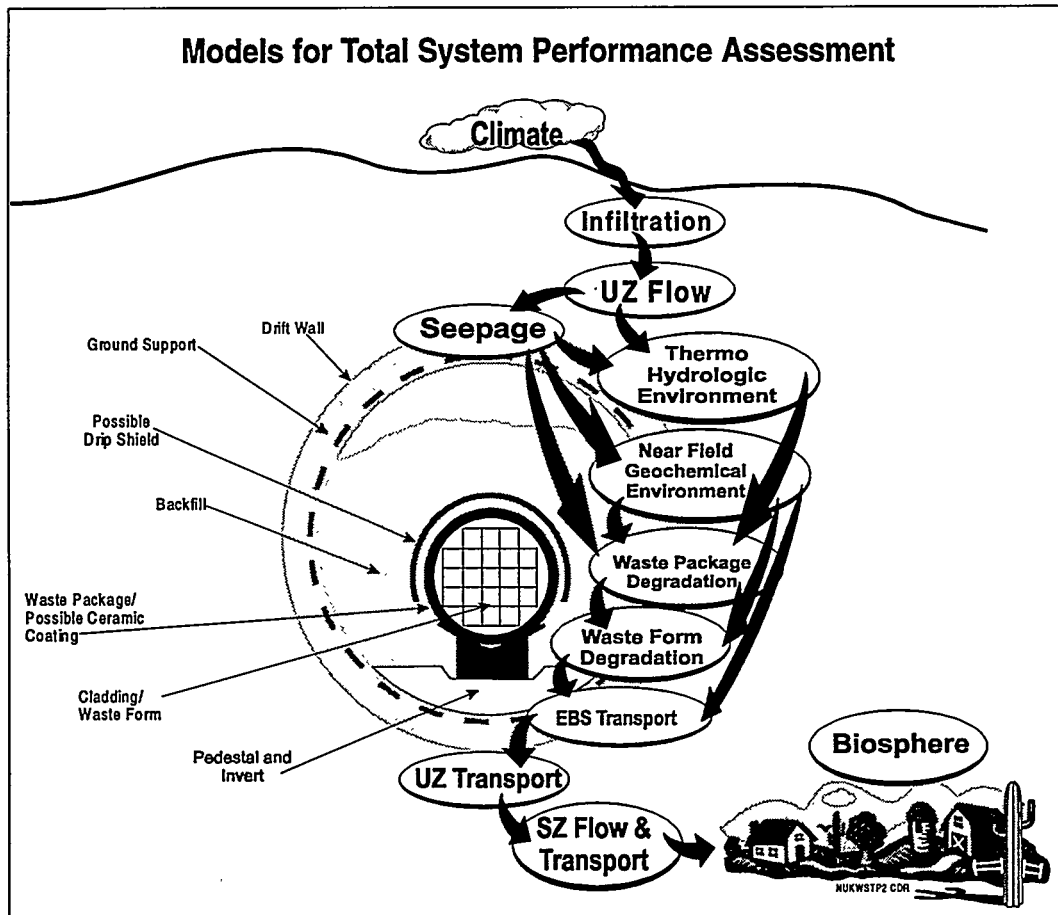 Models for Total System Performance Assessment
Climate
Infiltration
UZ Flow
Seepage
Drift Wall
Ground Support
Thermo
Hydrologic
Environment
Possible
Drip Shield
Near Field
Geochemical
Environment
Backfill
Waste Package
Degradation
Waste Package/
Possible Ceramic
Coating
Waste Form
Degradation
Cladding/
Waste Form
EBS Transport
Pedestal and
Invert
Biosphere
UZ Transport
SZ Flow &
Transport
NUKWSTP2 CDR